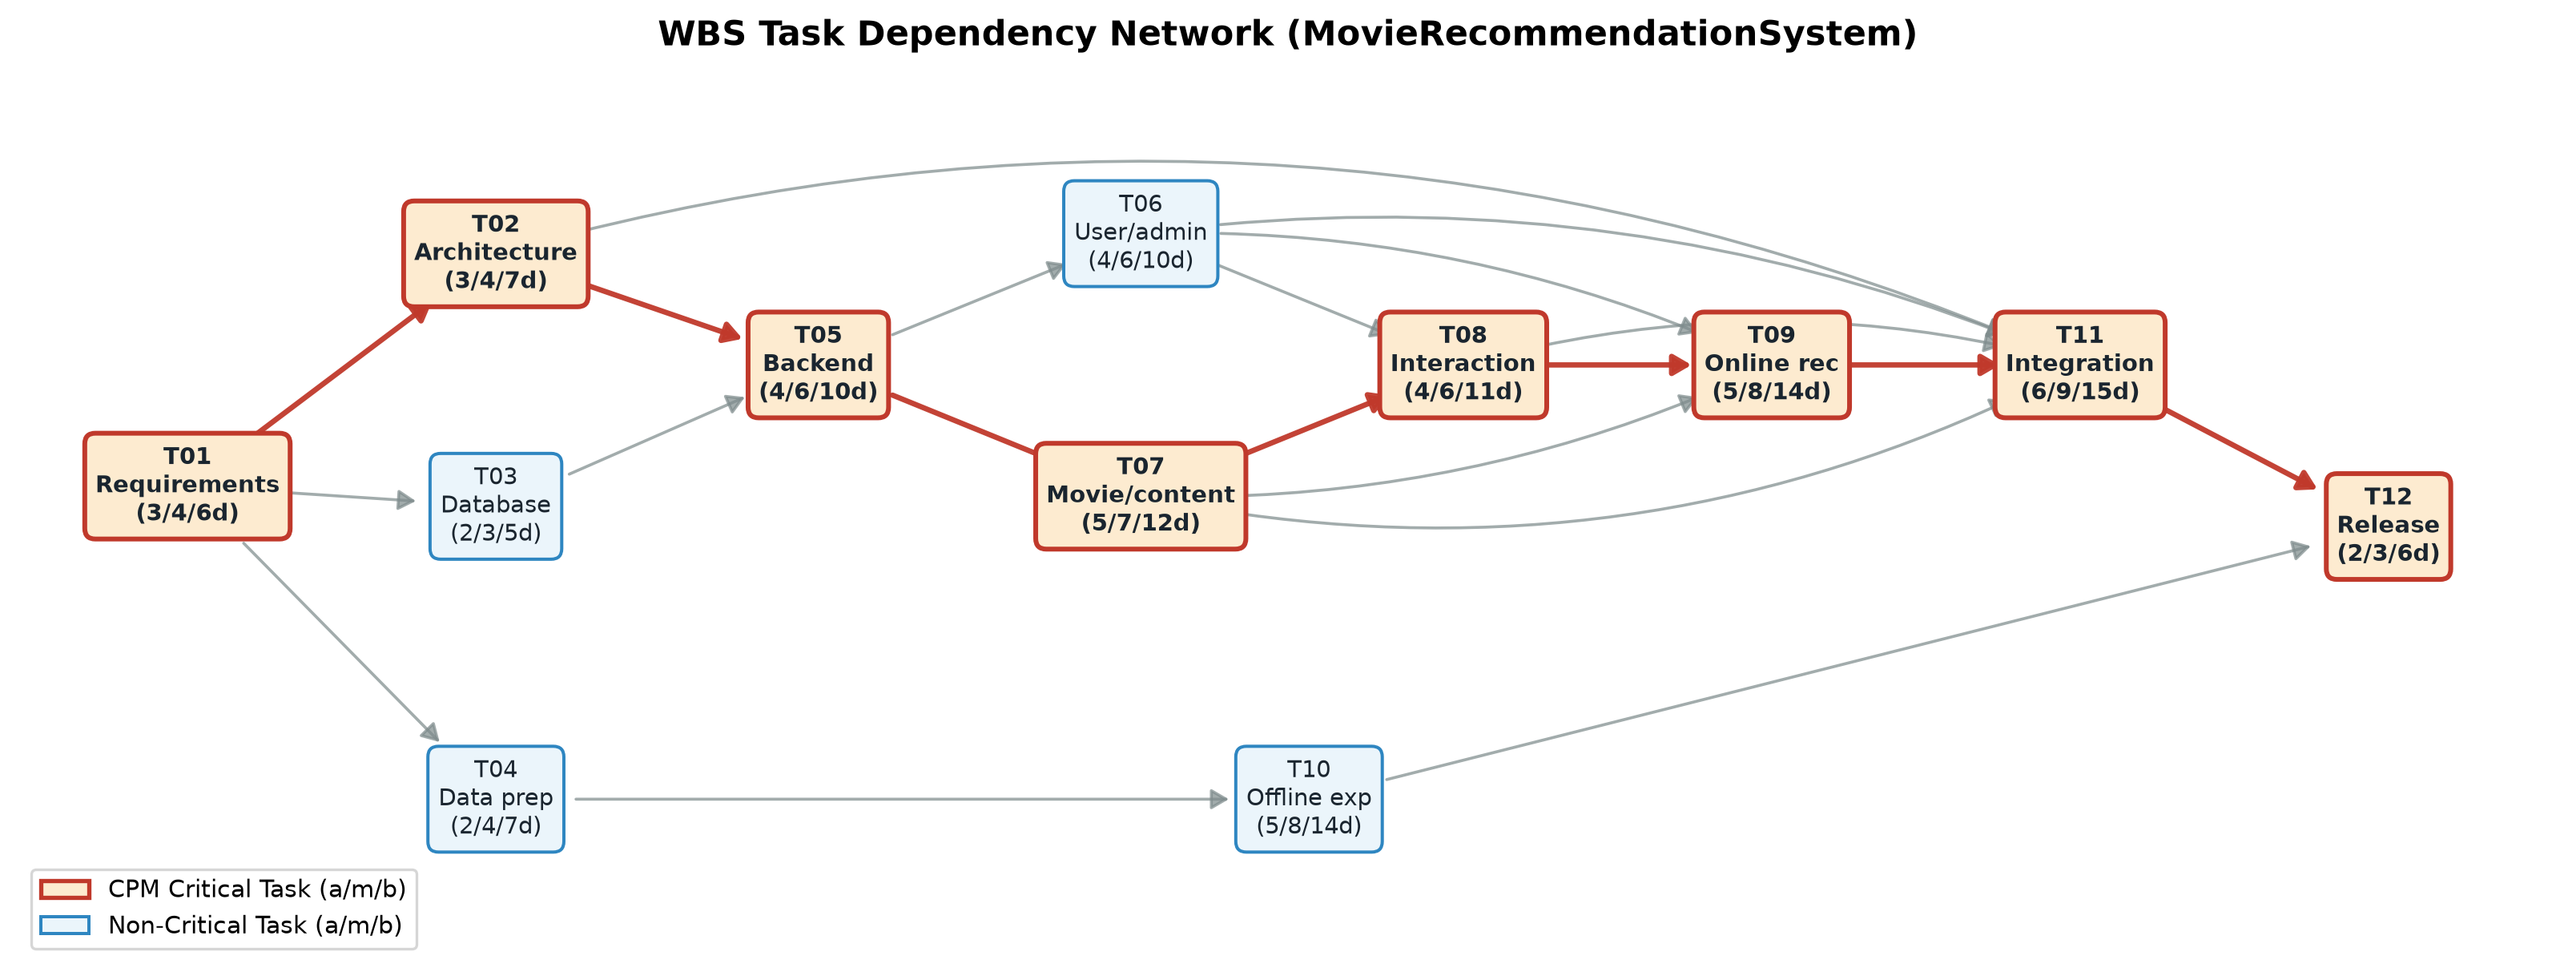 WBS Task Dependency Network (MovieRecommendationSystem)
T01
Requirements
(3/4/6d)
T02
Architecture
(3/4/7d)
T03
Database
(2/3/5d)
T04
Data prep
(2/4/7d)
T05
Backend
(4/6/10d)
T06
User/admin
(4/6/10d)
T07
Movie/content
(5/7/12d)
T08
Interaction
(4/6/11d)
T09
Online rec
(5/8/14d)
T10
Offline exp
(5/8/14d)
T11
Integration
(6/9/15d)
T12
Release
(2/3/6d)
CPM Critical Task (a/m/b)
Non-Critical Task (a/m/b)